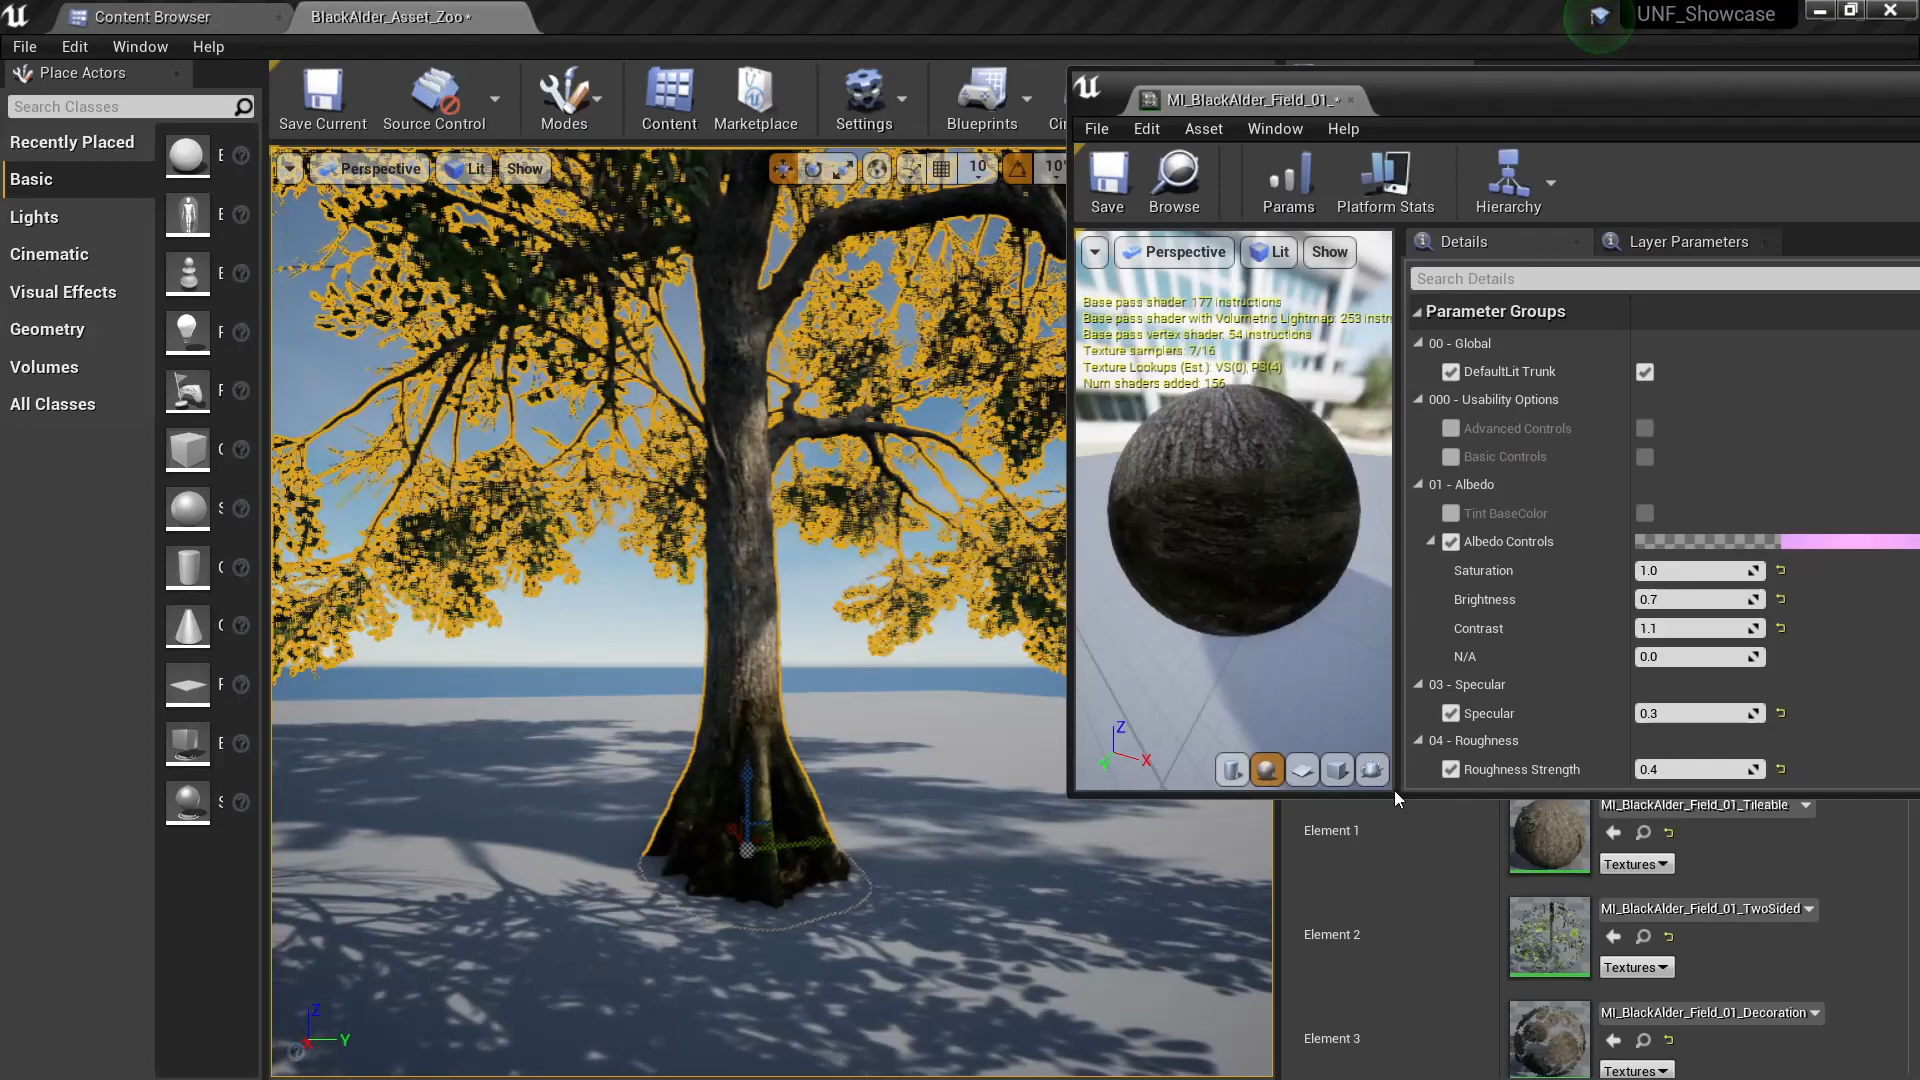 Content Browser
BlackAlder_Asset_Zoo*
UNF_Showcase
File Edit Window Help
Place Actors
Search Classes
Recently Placed
Basic
Lights
Cinematic
Visual Effects
Geometry
Volumes
All Classes
Save Current
Source Control
Modes
Content
Marketplace
Settings
Blueprints
Perspective
Lit
Show
10
10°
Z
Y
MI_BlackAlder_Field_01_*
File Edit Asset Window Help
Save
Browse
Params
Platform Stats
Hierarchy
Perspective
Lit
Show
Base pass shader: 177 instructions
Base pass shader with Volumetric Lightmap: 253 instr
Base pass vertex shader: 54 instructions
Texture samplers: 7/16
Texture Lookups (Est.): VS(0), PS(4)
Num shaders added: 156
Z
X
Details
Layer Parameters
Search Details
Parameter Groups
00 - Global
DefaultLit Trunk
000 - Usability Options
Advanced Controls
Basic Controls
01 - Albedo
Tint BaseColor
Albedo Controls
Saturation 1.0
Brightness 0.7
Contrast 1.1
N/A 0.0
03 - Specular
Specular 0.3
04 - Roughness
Roughness Strength 0.4
MI_BlackAlder_Field_01_Tileable
Element 1
Textures
MI_BlackAlder_Field_01_TwoSided
Element 2
Textures
MI_BlackAlder_Field_01_Decoration
Element 3
Textures